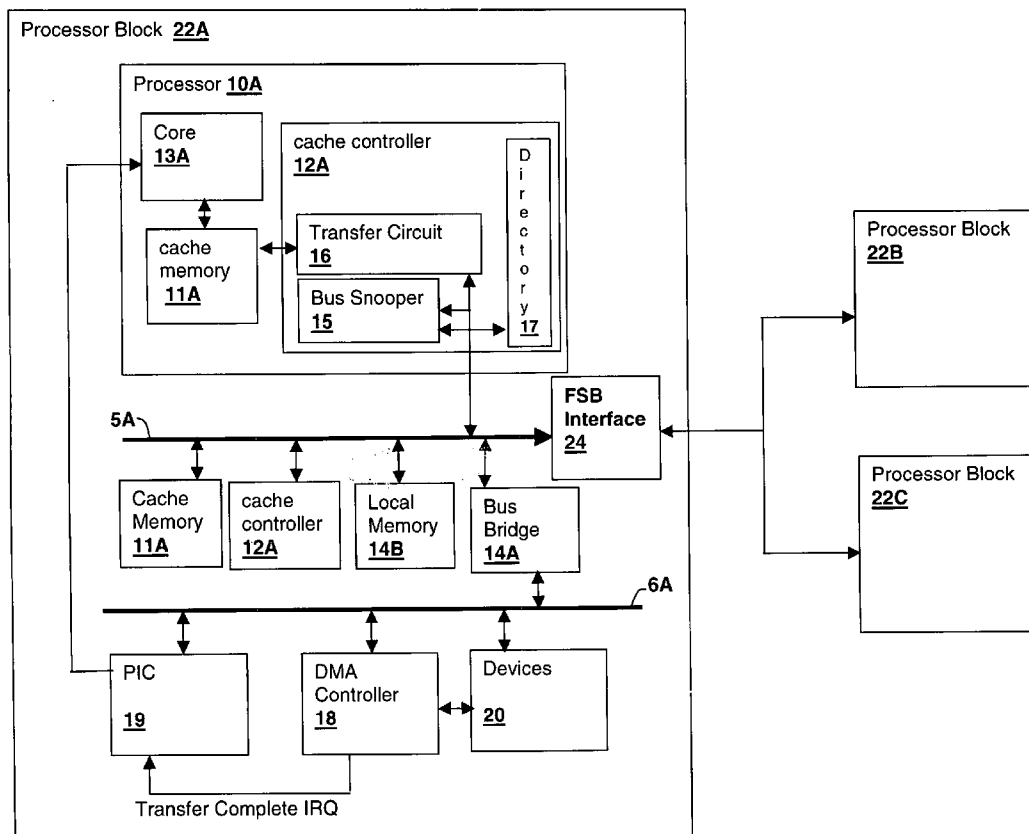 Processor Block 22A
Processor 10A
Core
13A
cache controller
12A
Directory
17
cache
memory
11A
Transfer Circuit
16
Bus Snooper
15
Processor Block
22B
FSB
Interface
24
5A
Processor Block
22C
Cache
Memory
11A
cache
controller
12A
Local
Memory
14B
Bus
Bridge
14A
6A
PIC
19
DMA
Controller
18
Devices
20
Transfer Complete IRQ